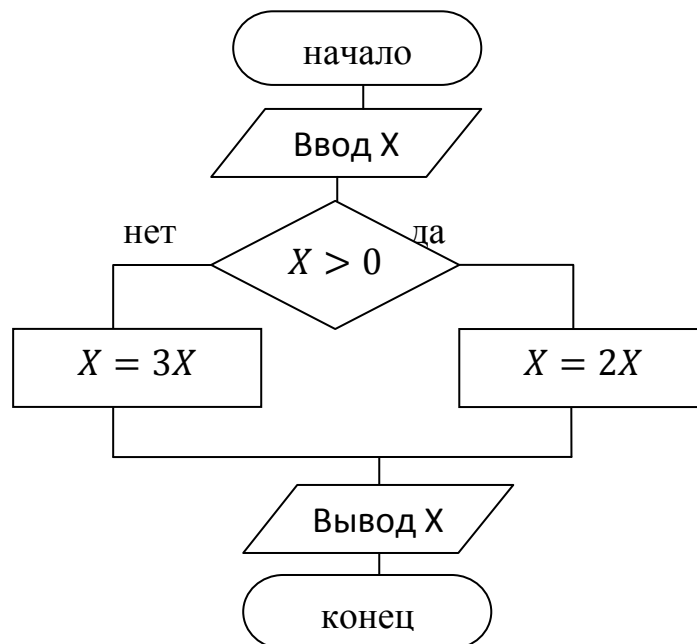 начало
Ввод X
нет
да
X > 0
X = 3X
X = 2X
Вывод X
конец